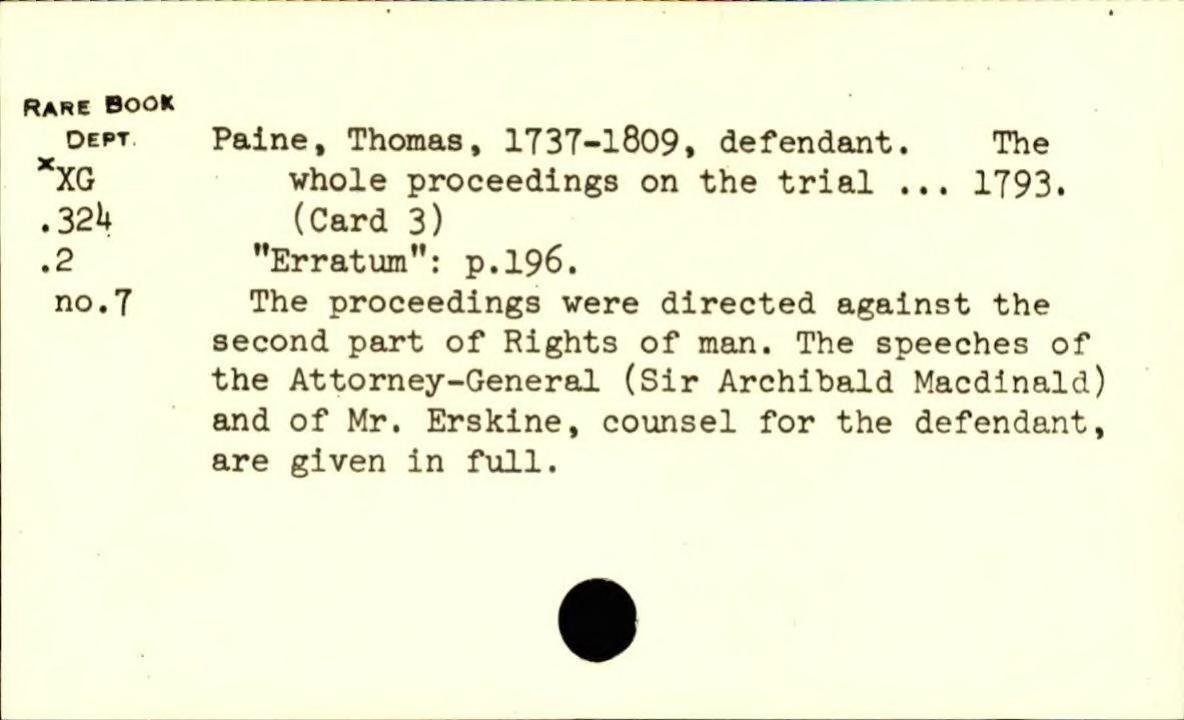 RARE BOOK
DEPT.
Paine, Thomas, 1737-1809, defendant. The
xXG
whole proceedings on the trial ... 1793.
.324
(Card 3)
.2
"Erratum": p.196.
no.7
The proceedings were directed against the
second part of Rights of man. The speeches of
the Attorney-General (Sir Archibald Macdinald)
and of Mr. Erskine, counsel for the defendant,
are given in full.